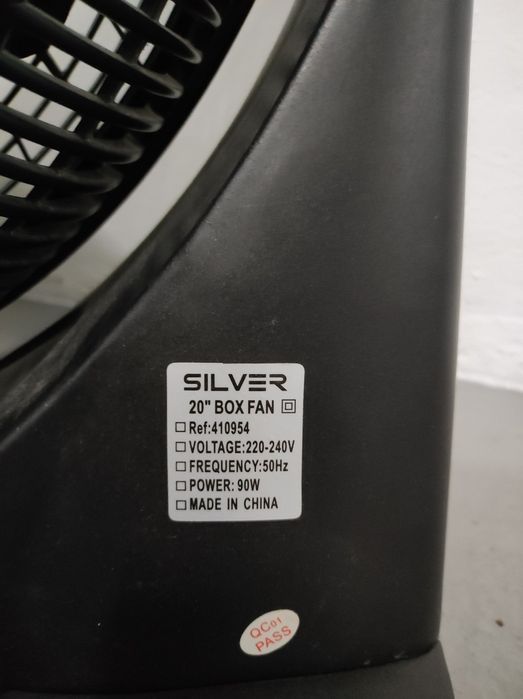 SILVER
20" BOX FAN
Ref:410954
VOLTAGE:220-240V
FREQUENCY:50Hz
POWER: 90W
MADE IN CHINA
QC01
PASS